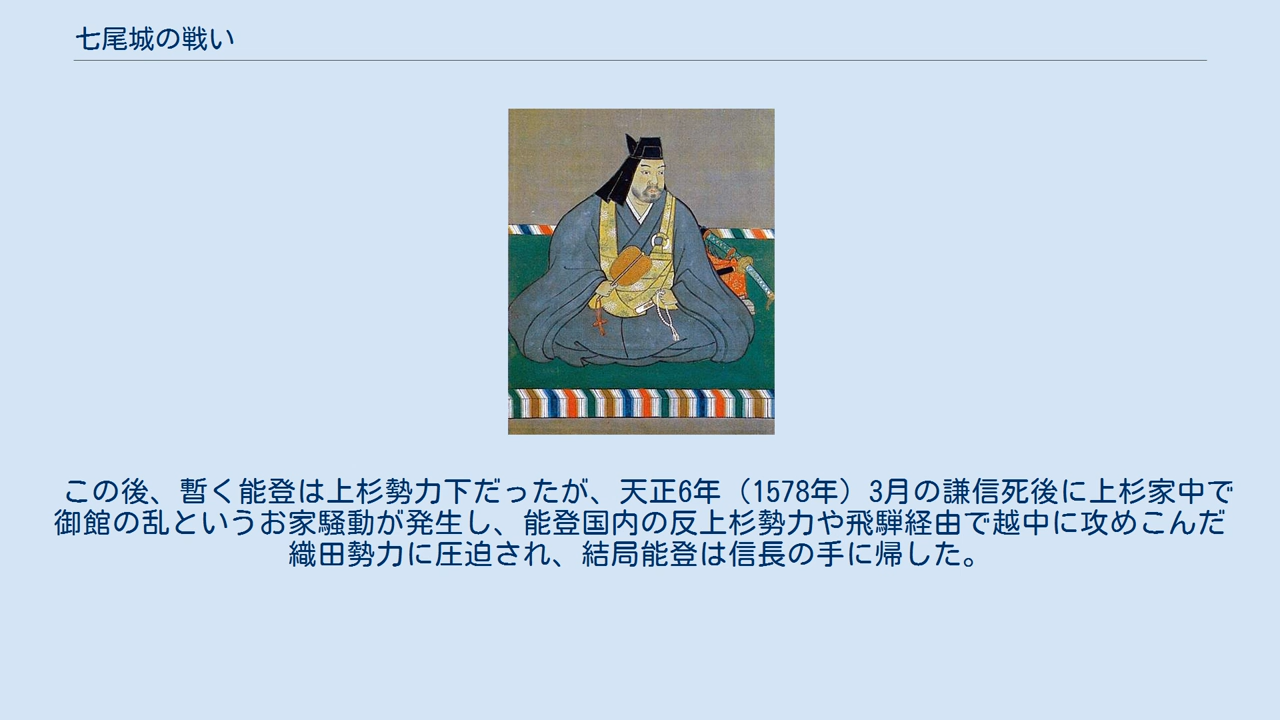 七尾城の戦い
この後、暫く能登は上杉勢力下だったが、天正6年（1578年）3月の謙信死後に上杉家中で
御館の乱というお家騒動が発生し、能登国内の反上杉勢力や飛騨経由で越中に攻めこんだ
織田勢力に圧迫され、結局能登は信長の手に帰した。